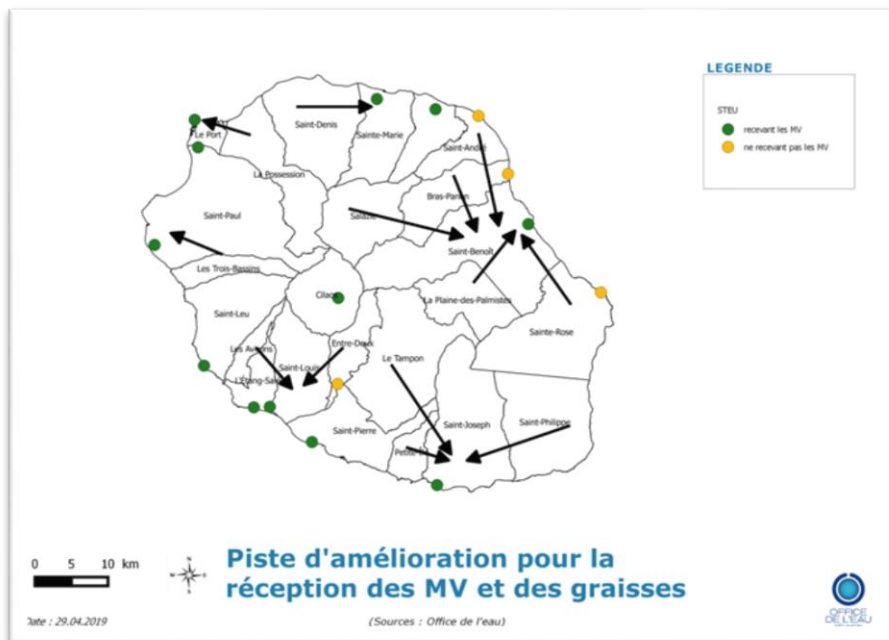 LEGENDE
STEU
recevant les MV
ne recevant pas les MV
Saint-Denis
Sainte-Marie
Le Port
Saint-André
La Possession
Bras-Panon
Saint-Paul
Salazie
Saint-Benoît
Les Trois-Bassins
Cilaos
La Plaine-des-Palmistes
Saint-Leu
Sainte-Rose
Entre-Deux
Les Avirons
Le Tampon
Saint-Louis
L'Etang-Sa
Saint-Joseph
Saint-Philippe
Saint-Pierre
Petite
0 5 10 km
Piste d'amélioration pour la
réception des MV et des graisses
Date : 29.04.2019
(Sources : Office de l'eau)
OFFICE
DE L'EAU